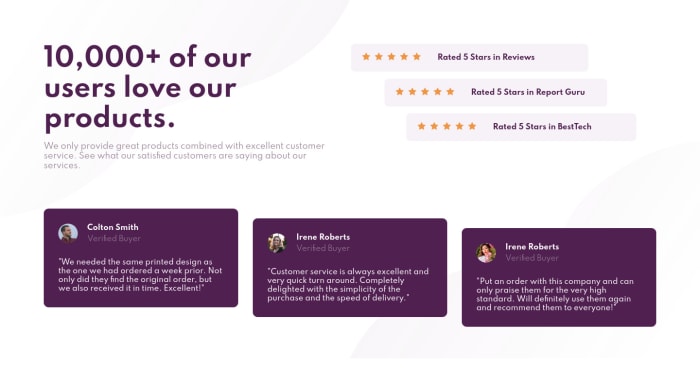 10,000+ of our
users love our
products.
We only provide great products combined with excellent customer
service. See what our satisfied customers are saying about our
services.
Rated 5 Stars in Reviews
Rated 5 Stars in Report Guru
Rated 5 Stars in BestTech
Colton Smith
Verified Buyer
"We needed the same printed design as
the one we had ordered a week prior. Not
only did they find the original order, but
we also received it in time. Excellent!"
Irene Roberts
Verified Buyer
"Customer service is always excellent and
very quick turn around. Completely
delighted with the simplicity of the
purchase and the speed of delivery."
Irene Roberts
Verified Buyer
"Put an order with this company and can
only praise them for the very high
standard. Will definitely use them again
and recommend them to everyone!"